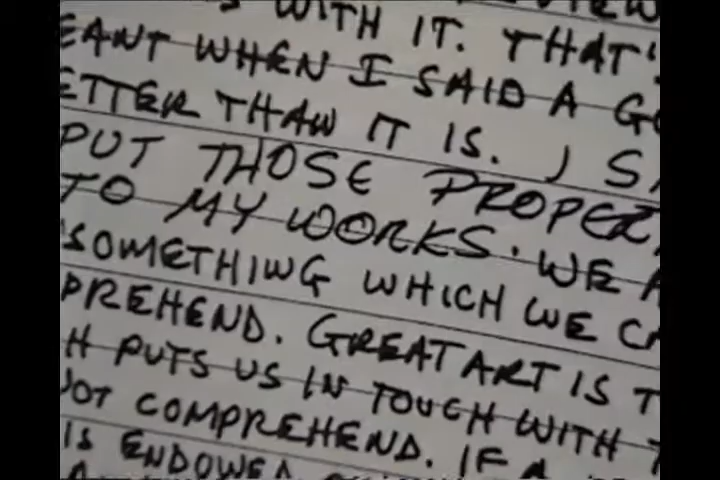 WITH IT. THAT'
EANT WHEN I SAID A G
ETTER THAN IT IS. I S
PUT THOSE PROPER
TO MY WORKS. WE A
SOMETHING WHICH WE CA
PREHEND. GREAT ART IS T
H PUTS US IN TOUCH WITH T
OT COMPREHEND. IF A
IS ENDOWED